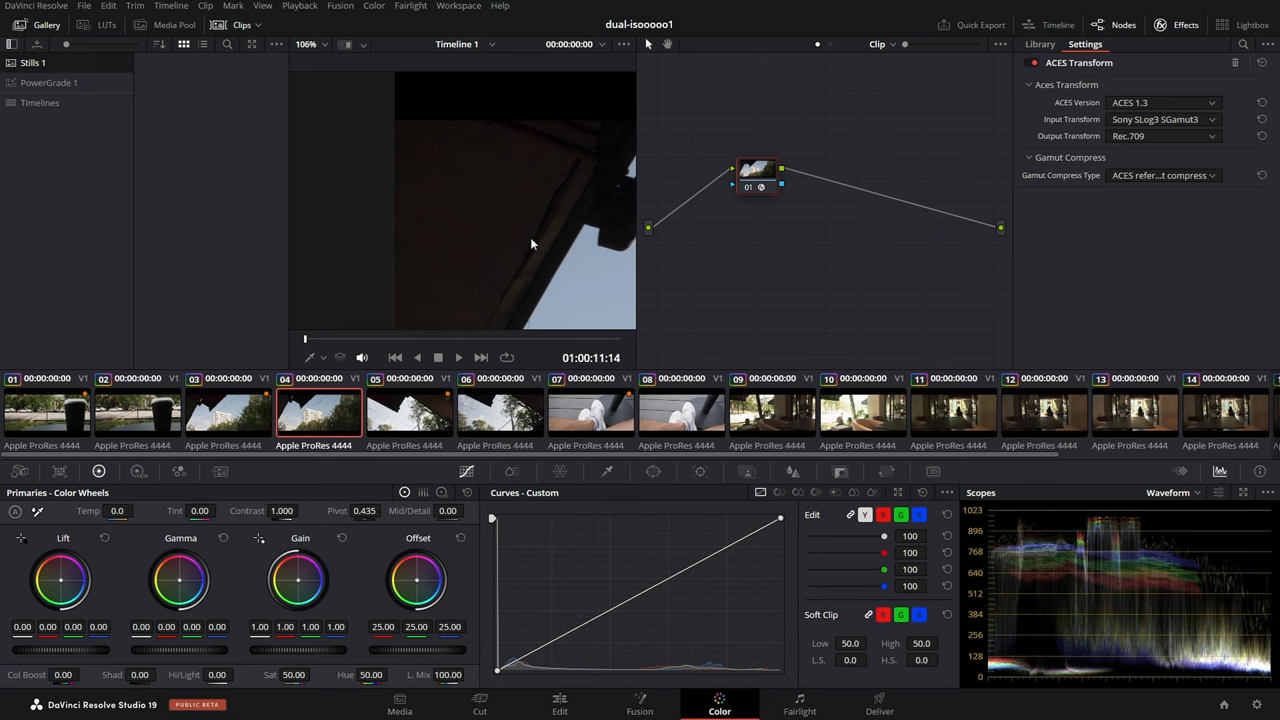 DaVinci Resolve File Edit Trim Timeline Clip Mark View Playback Fusion Color Fairlight Workspace Help
Gallery LUTs Media Pool Clips dual-isooooo1 Quick Export Timeline Nodes Effects Lightbox
106% Timeline 1 00:00:00:00 Clip Library Settings
Stills 1
PowerGrade 1
Timelines
ACES Transform
Aces Transform
ACES Version ACES 1.3
Input Transform Sony SLog3 SGamut3
Output Transform Rec.709
Gamut Compress
Gamut Compress Type ACES refer...t compress
01
01:00:11:14
01 00:00:00:00 V1 02 00:00:00:00 V1 03 00:00:00:00 V1 04 00:00:00:00 V1 05 00:00:00:00 V1 06 00:00:00:00 V1 07 00:00:00:00 V1 08 00:00:00:00 V1 09 00:00:00:00 V1 10 00:00:00:00 V1 11 00:00:00:00 V1 12 00:00:00:00 V1 13 00:00:00:00 V1 14 00:00:00:00 V1
Apple ProRes 4444 Apple ProRes 4444 Apple ProRes 4444 Apple ProRes 4444 Apple ProRes 4444 Apple ProRes 4444 Apple ProRes 4444 Apple ProRes 4444 Apple ProRes 4444 Apple ProRes 4444 Apple ProRes 4444 Apple ProRes 4444 Apple ProRes 4444 Apple ProRes 4444
Primaries - Color Wheels Curves - Custom Scopes Waveform
A Temp 0.0 Tint 0.00 Contrast 1.000 Pivot 0.435 Mid/Detail 0.00
Lift Gamma Gain Offset
0.00 0.00 0.00 0.00 0.00 0.00 0.00 0.00 1.00 1.00 1.00 1.00 25.00 25.00 25.00
Col Boost 0.00 Shad 0.00 Hi/Light 0.00 Sat 50.00 Hue 50.00 L. Mix 100.00
Edit Y R G B
100
100
100
100
Soft Clip R G B
Low 50.0 High 50.0
L.S. 0.0 H.S. 0.0
1023
896
768
640
512
384
256
128
0
DaVinci Resolve Studio 19 PUBLIC BETA Media Cut Edit Fusion Color Fairlight Deliver